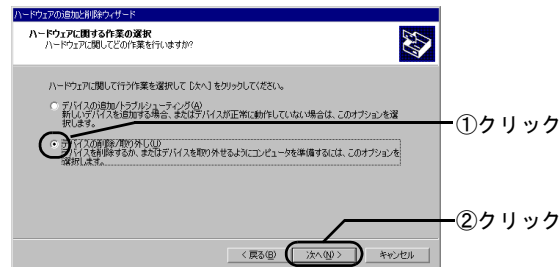 ハードウェアの追加と削除ウィザード
ハードウェアに関する作業の選択
ハードウェアに関してどの作業を行いますか?
ハードウェアに関して行う作業を選択して [次へ] をクリックしてください。
デバイスの追加/トラブルシューティング(A)
新しいデバイスを追加する場合、またはデバイスが正常に動作していない場合は、このオプションを選
択します。
①クリック
デバイスの削除/取り外し(U)
デバイスを削除するか、またはデバイスを取り外せるようにコンピュータを準備するには、このオプションを
選択します。
②クリック
< 戻る(B)
次へ(N) >
キャンセル